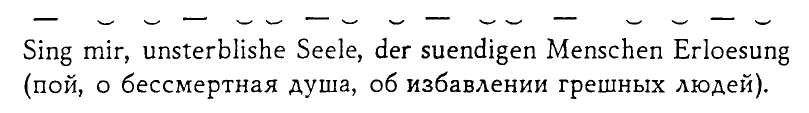 — ⏑ ⏑ — ⏑ ⏑ — ⏑ ⏑ — ⏑ ⏑ — ⏑ ⏑ — ⏑
Sing mir, unsterblishe Seele, der suendigen Menschen Erloesung
(пой, о бессмертная душа, об избавлении грешных людей).